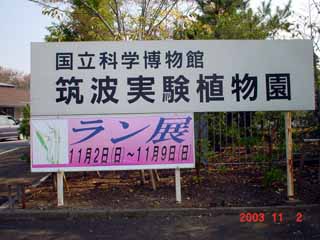 国立科学博物館
筑波実験植物園
ラン展
11月2日(日)～11月9日(日)
2003 11 2